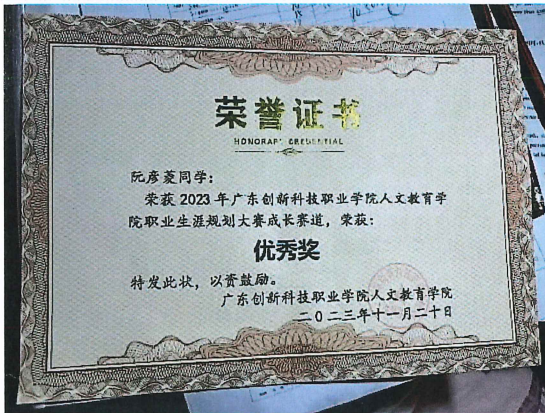 荣誉证书
HONORARY CREDENTIAL
阮彦菱同学：
荣获 2023 年广东创新科技职业学院人文教育学
院职业生涯规划大赛成长赛道，荣获：
优秀奖
特发此状，以资鼓励。
广东创新科技职业学院人文教育学院
二〇二三年十一月二十日